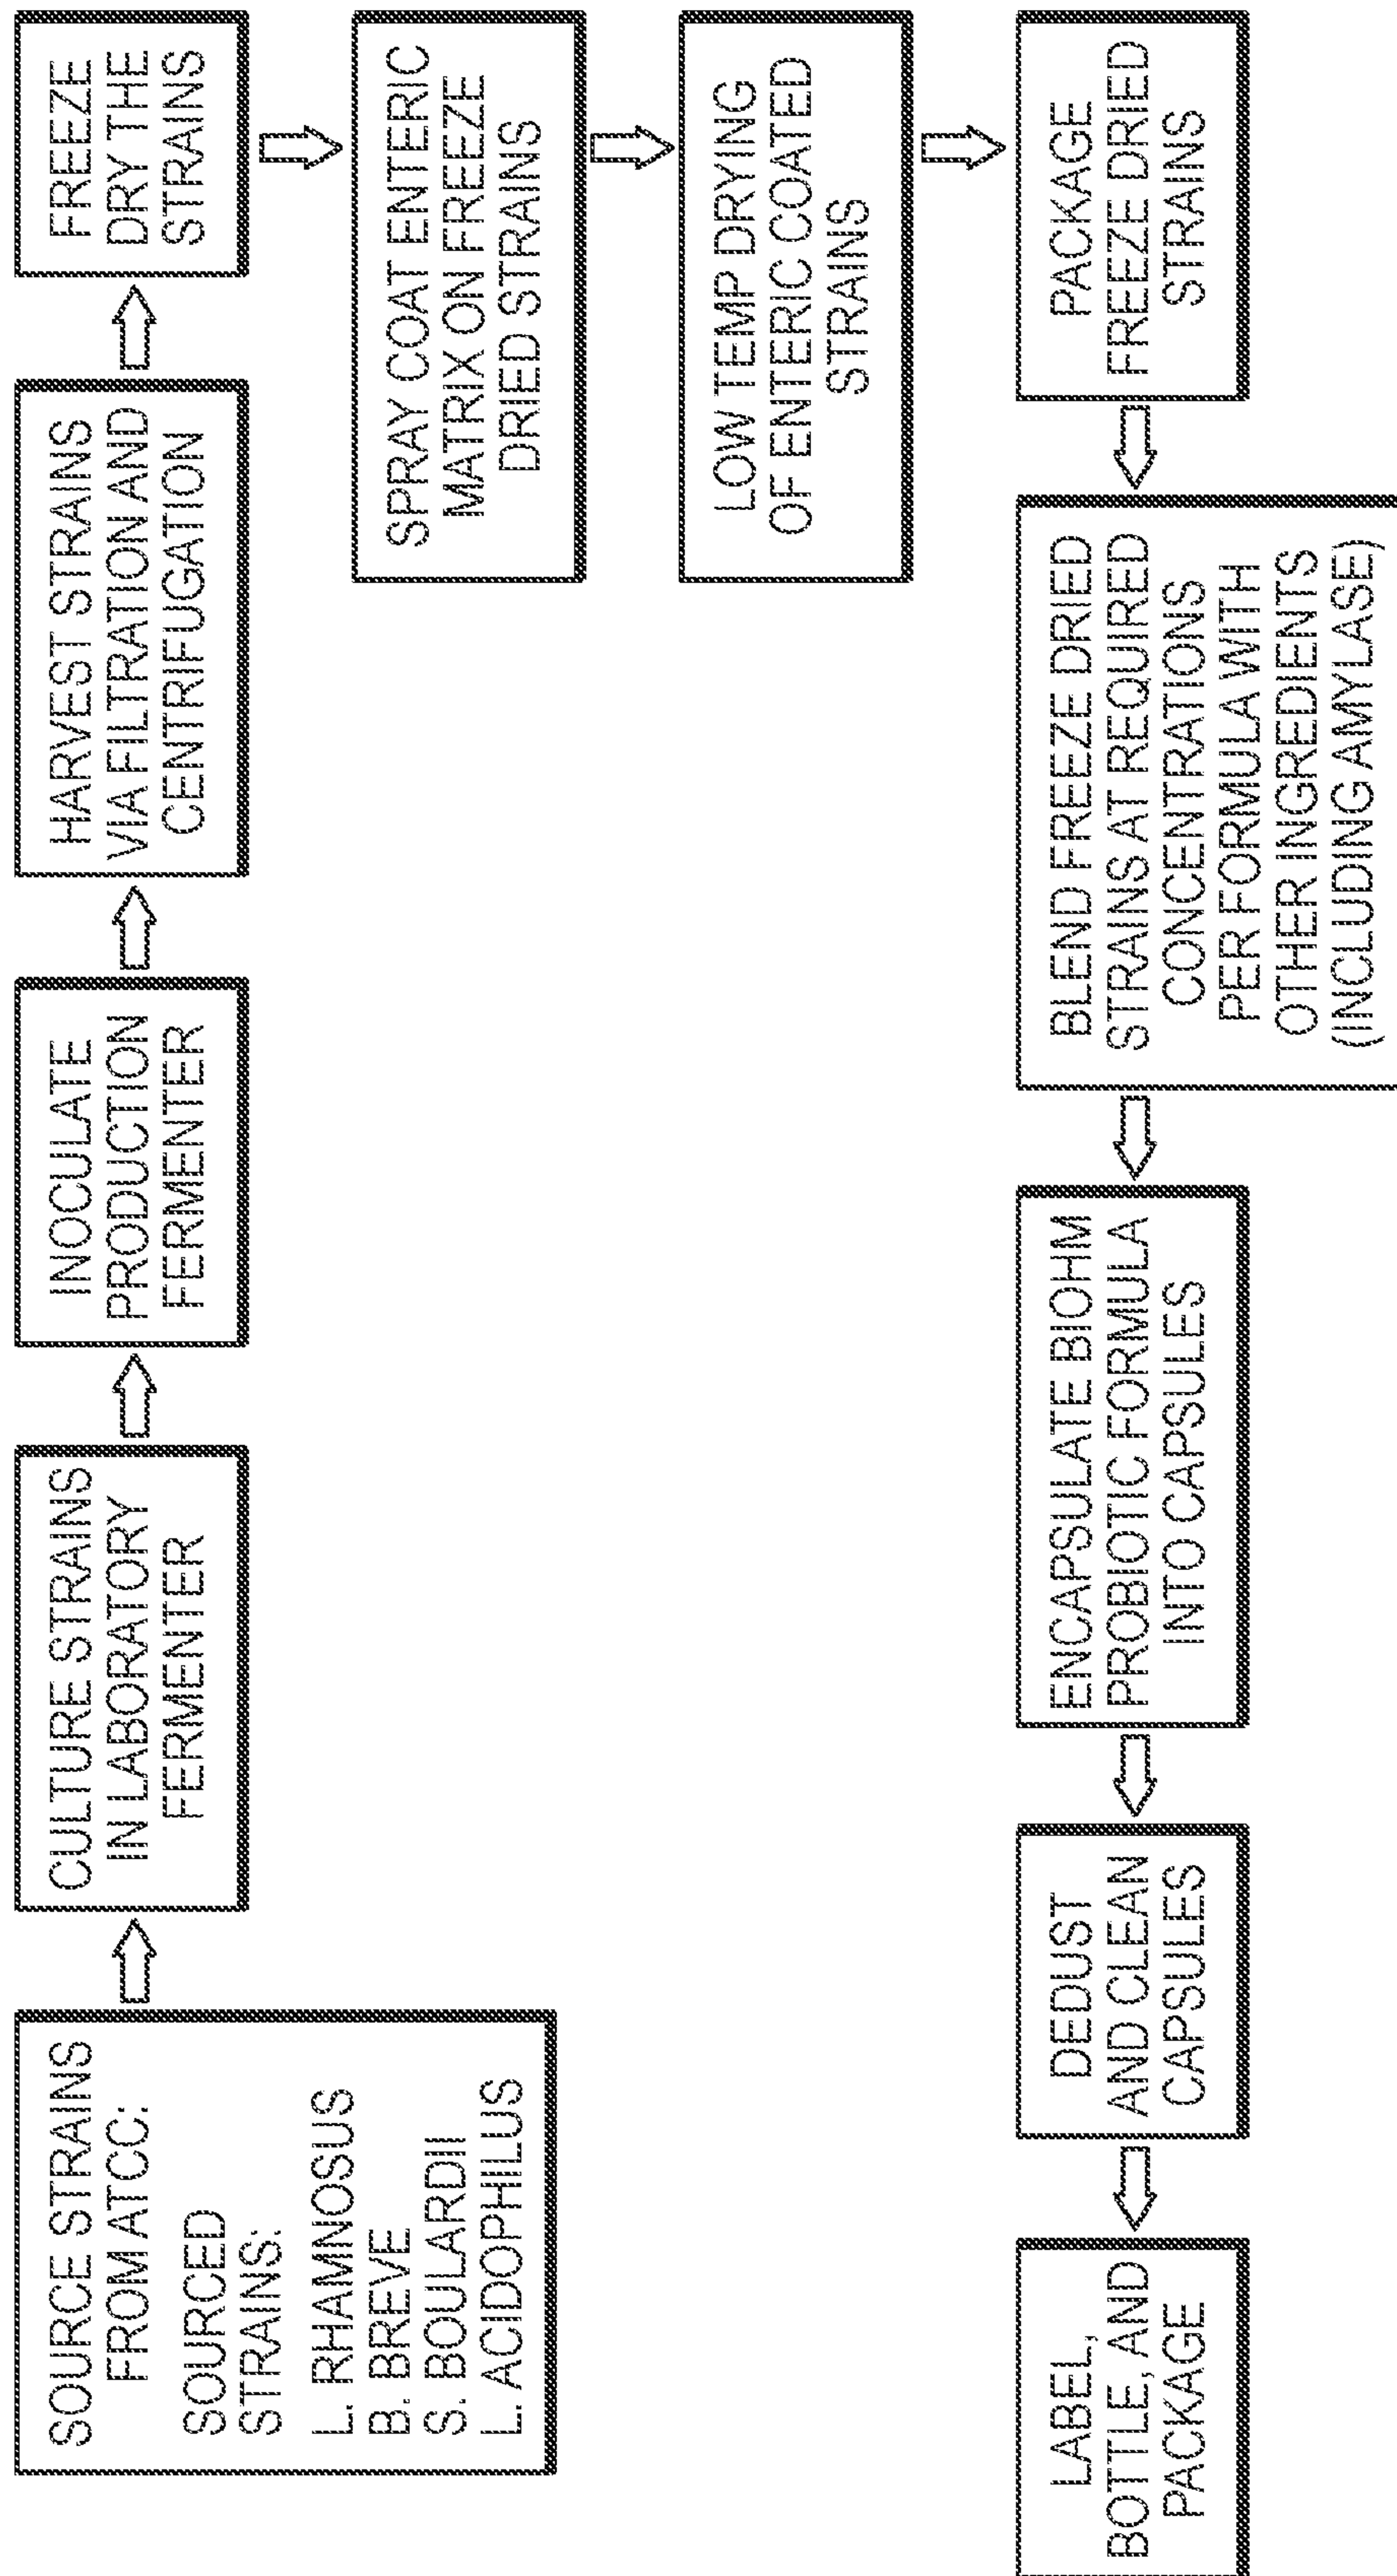 SOURCE STRAINS
FROM ATCC:
SOURCED
STRAINS:
L. RHAMNOSUS
B. BREVE
S. BOULARDII
L. ACIDOPHILUS
CULTURE STRAINS
IN LABORATORY
FERMENTER
INOCULATE
PRODUCTION
FERMENTER
HARVEST STRAINS
VIA FILTRATION AND
CENTRIFUGATION
FREEZE
DRY THE
STRAINS
SPRAY COAT ENTERIC
MATRIX ON FREEZE
DRIED STRAINS
LOW TEMP DRYING
OF ENTERIC COATED
STRAINS
PACKAGE
FREEZE DRIED
STRAINS
BLEND FREEZE DRIED
STRAINS AT REQUIRED
CONCENTRATIONS
PER FORMULA WITH
OTHER INGREDIENTS
(INCLUDING AMYLASE)
ENCAPSULATE BIOHM
PROBIOTIC FORMULA
INTO CAPSULES
DEDUST
AND CLEAN
CAPSULES
LABEL,
BOTTLE, AND
PACKAGE